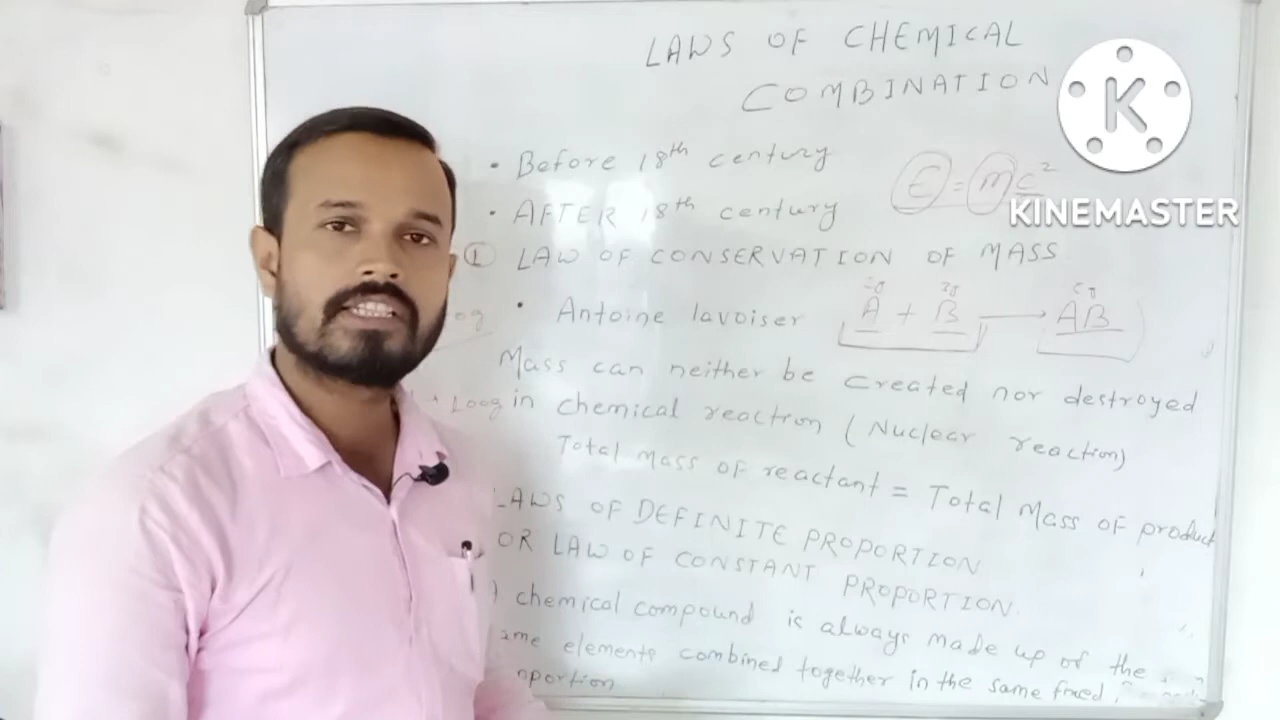 LAWS OF CHEMICAL
COMBINATION
K
KINEMASTER
• Before 18th century
E = mc²
• AFTER 18th century
① LAW OF CONSERVATION OF MASS
• Antoine lavoiser
A + B → AB
Mass can neither be created nor destroyed
in chemical reaction (Nuclear reaction)
Total mass of reactant = Total Mass of product
LAWS OF DEFINITE PROPORTION
OR LAW OF CONSTANT PROPORTION.
chemical compound is always made up of the
elements combined together in the same fixed